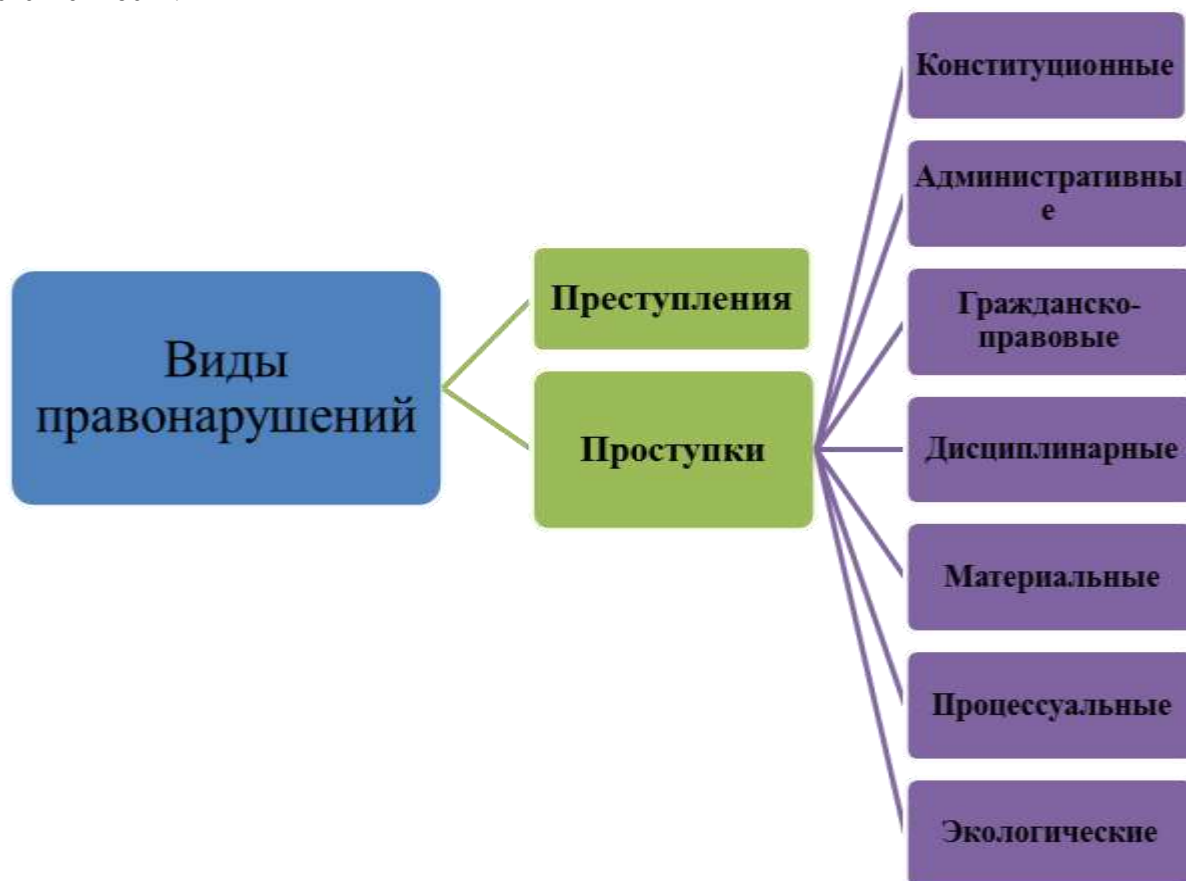 Виды
правонарушений
Преступления
Проступки
Конституционные
Административны
е
Гражданско-
правовые
Дисциплинарные
Материальные
Процессуальные
Экологические